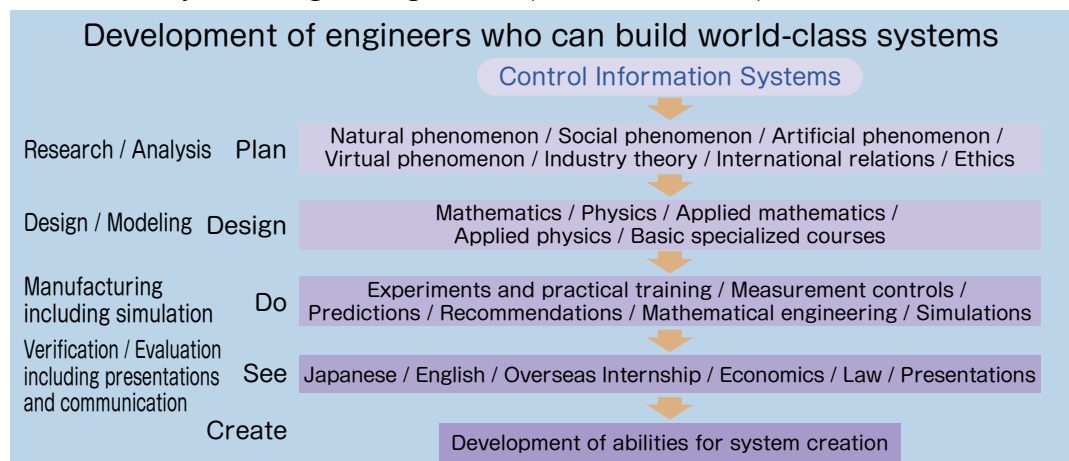 Development of engineers who can build world-class systems
Control Information Systems
Research / Analysis Plan
Natural phenomenon / Social phenomenon / Artificial phenomenon /
Virtual phenomenon / Industry theory / International relations / Ethics
Design / Modeling Design
Mathematics / Physics / Applied mathematics /
Applied physics / Basic specialized courses
Manufacturing
including simulation
Do
Experiments and practical training / Measurement controls /
Predictions / Recommendations / Mathematical engineering / Simulations
Verification / Evaluation
including presentations
and communication
See
Japanese / English / Overseas Internship / Economics / Law / Presentations
Create
Development of abilities for system creation